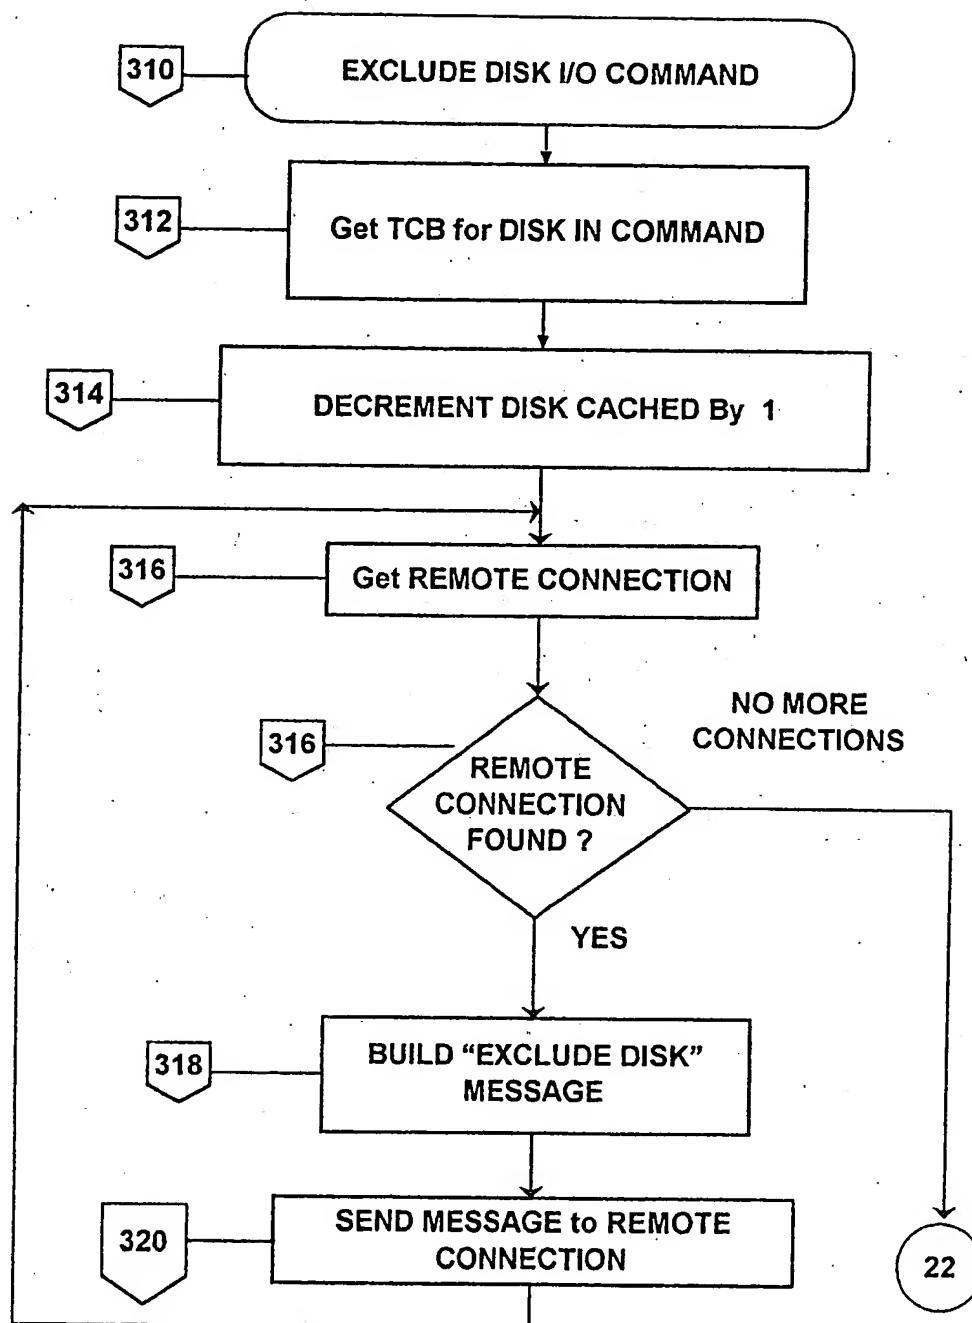 310
EXCLUDE DISK I/O COMMAND
312
Get TCB for DISK IN COMMAND
314
DECREMENT DISK CACHED By 1
316
Get REMOTE CONNECTION
NO MORE
CONNECTIONS
316
REMOTE
CONNECTION
FOUND ?
YES
318
BUILD “EXCLUDE DISK”
MESSAGE
320
SEND MESSAGE to REMOTE
CONNECTION
22